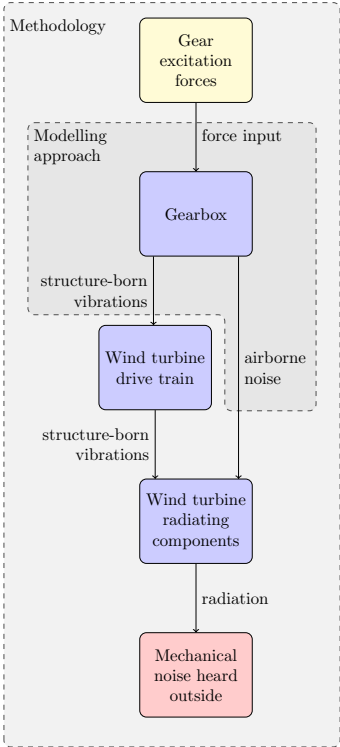 Methodology
Gear
excitation
forces
force input
Modelling
approach
Gearbox
structure-born
vibrations
Wind turbine
drive train
airborne
noise
structure-born
vibrations
Wind turbine
radiating
components
radiation
Mechanical
noise heard
outside